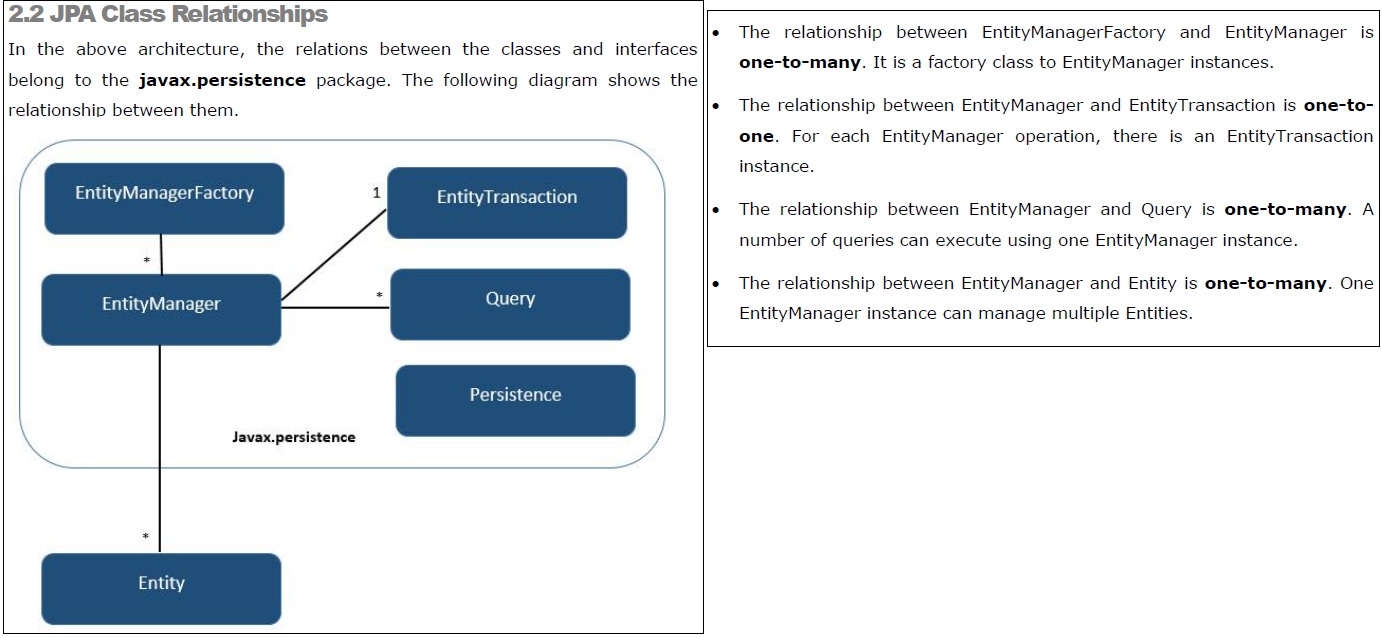 2.2 JPA Class Relationships
In the above architecture, the relations between the classes and interfaces
belong to the javax.persistence package. The following diagram shows the
relationship between them.
EntityManagerFactory
1
EntityTransaction
*
EntityManager
*
Query
Persistence
Javax.persistence
*
Entity
• The relationship between EntityManagerFactory and EntityManager is
one-to-many. It is a factory class to EntityManager instances.
• The relationship between EntityManager and EntityTransaction is one-to-
one. For each EntityManager operation, there is an EntityTransaction
instance.
• The relationship between EntityManager and Query is one-to-many. A
number of queries can execute using one EntityManager instance.
• The relationship between EntityManager and Entity is one-to-many. One
EntityManager instance can manage multiple Entities.